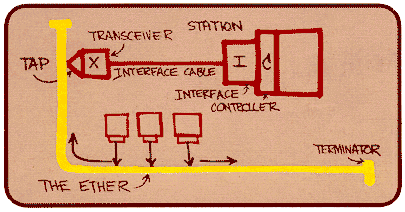 STATION
TRANSCEIVER
TAP
X
I
C
INTERFACE CABLE
INTERFACE
CONTROLLER
TERMINATOR
THE ETHER